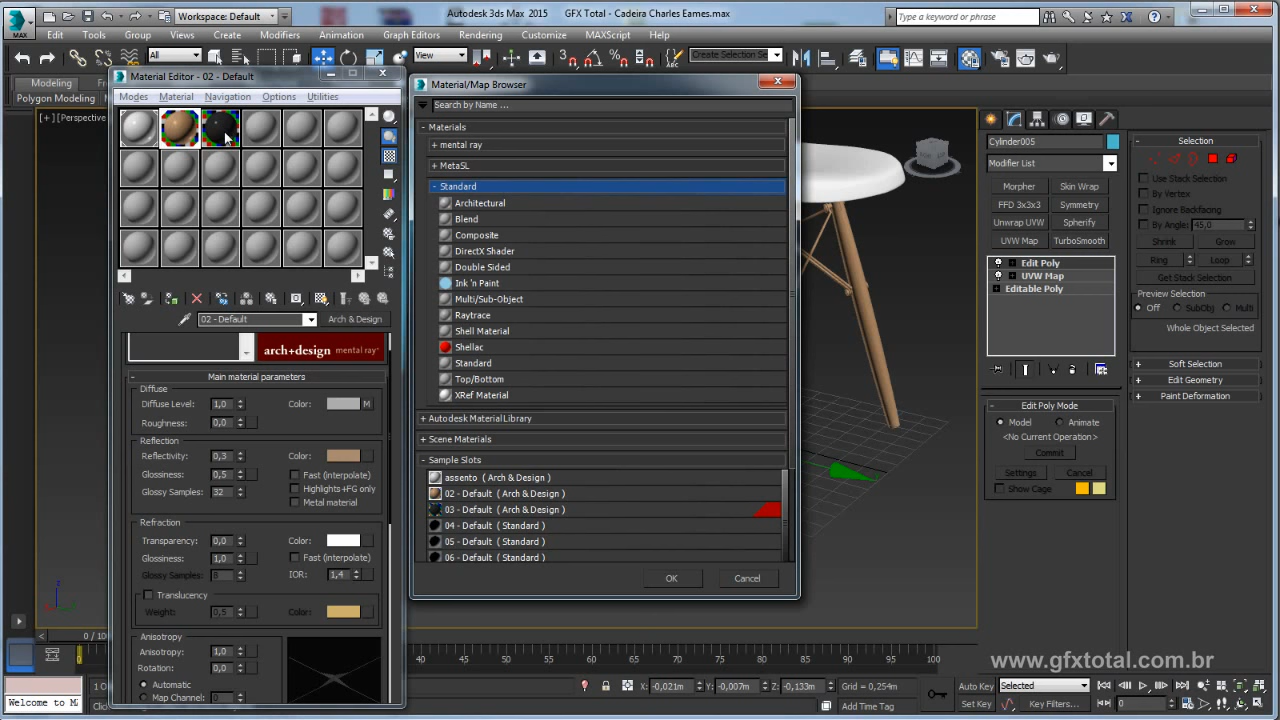 MAX
Workspace: Default
Autodesk 3ds Max 2015
GFX Total - Cadeira Charles Eames.max
Type a keyword or phrase
Edit Tools Group Views Create Modifiers Animation Graph Editors Rendering Customize MAXScript Help
All
View
Create Selection Se
Modeling
Polygon Modeling
[+] [Perspective
Material Editor - 02 - Default
Modes Material Navigation Options Utilities
02 - Default
Arch & Design
arch+design mental ray
Main material parameters
Diffuse
Diffuse Level: 1,0 Color: M
Roughness: 0,0
Reflection
Reflectivity: 0,3 Color:
Glossiness: 0,5 Fast (interpolate)
Highlights+FG only
Glossy Samples: 32
Metal material
Refraction
Transparency: 0,0 Color:
Glossiness: 1,0 Fast (interpolate)
Glossy Samples: 8 IOR: 1,4
Translucency
Weight: 0,5 Color:
Anisotropy
Anisotropy: 1,0
Rotation: 0,0
Automatic
Map Channel: 0
Material/Map Browser
Search by Name ...
- Materials
+ mental ray
+ MetaSL
- Standard
Architectural
Blend
Composite
DirectX Shader
Double Sided
Ink 'n Paint
Multi/Sub-Object
Raytrace
Shell Material
Shellac
Standard
Top/Bottom
XRef Material
+ Autodesk Material Library
+ Scene Materials
- Sample Slots
assento ( Arch & Design )
02 - Default ( Arch & Design )
03 - Default ( Arch & Design )
04 - Default ( Standard )
05 - Default ( Standard )
06 - Default ( Standard )
OK
Cancel
Cylinder005
Modifier List
Morpher Skin Wrap
FFD 3x3x3 Symmetry
Unwrap UVW Spherify
UVW Map TurboSmooth
Edit Poly
UVW Map
Editable Poly
- Edit Poly Mode
Model Animate
<No Current Operation>
Commit
Settings Cancel
Show Cage
- Selection
Use Stack Selection
By Vertex
Ignore Backfacing
By Angle: 45,0
Shrink Grow
Ring Loop
Get Stack Selection
Preview Selection
Off SubObj Multi
Whole Object Selected
+ Soft Selection
+ Edit Geometry
+ Paint Deformation
0 / 100
40 45 50 55 60 65 70 75 80 85 90 95 100
www.gfxtotal.com.br
X: -0,021m Y: -0,007m Z: -0,133m Grid = 0,254m
Auto Key Selected
Welcome to M
Add Time Tag
Set Key Key Filters... 0